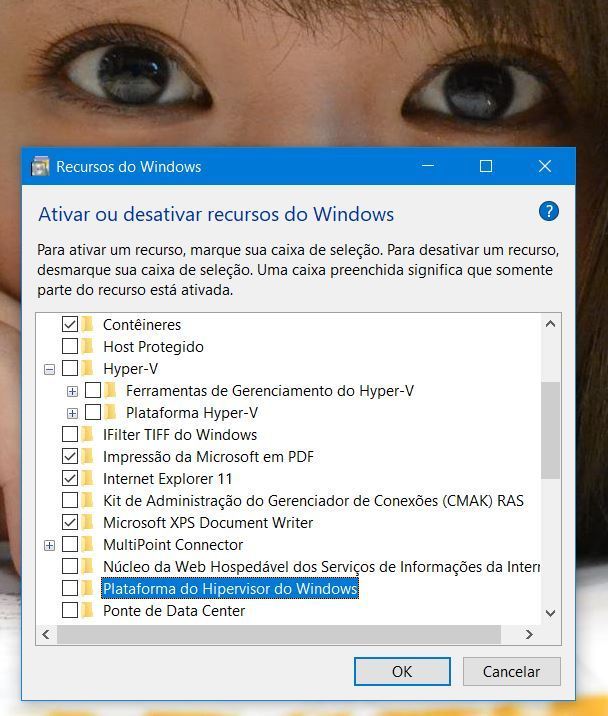 Recursos do Windows
Ativar ou desativar recursos do Windows
?
Para ativar um recurso, marque sua caixa de seleção. Para desativar um recurso,
desmarque sua caixa de seleção. Uma caixa preenchida significa que somente
parte do recurso está ativada.
Contêineres
Host Protegido
Hyper-V
Ferramentas de Gerenciamento do Hyper-V
Plataforma Hyper-V
IFilter TIFF do Windows
Impressão da Microsoft em PDF
Internet Explorer 11
Kit de Administração do Gerenciador de Conexões (CMAK) RAS
Microsoft XPS Document Writer
MultiPoint Connector
Núcleo da Web Hospedável dos Serviços de Informações da Inter
Plataforma do Hipervisor do Windows
Ponte de Data Center
OK
Cancelar